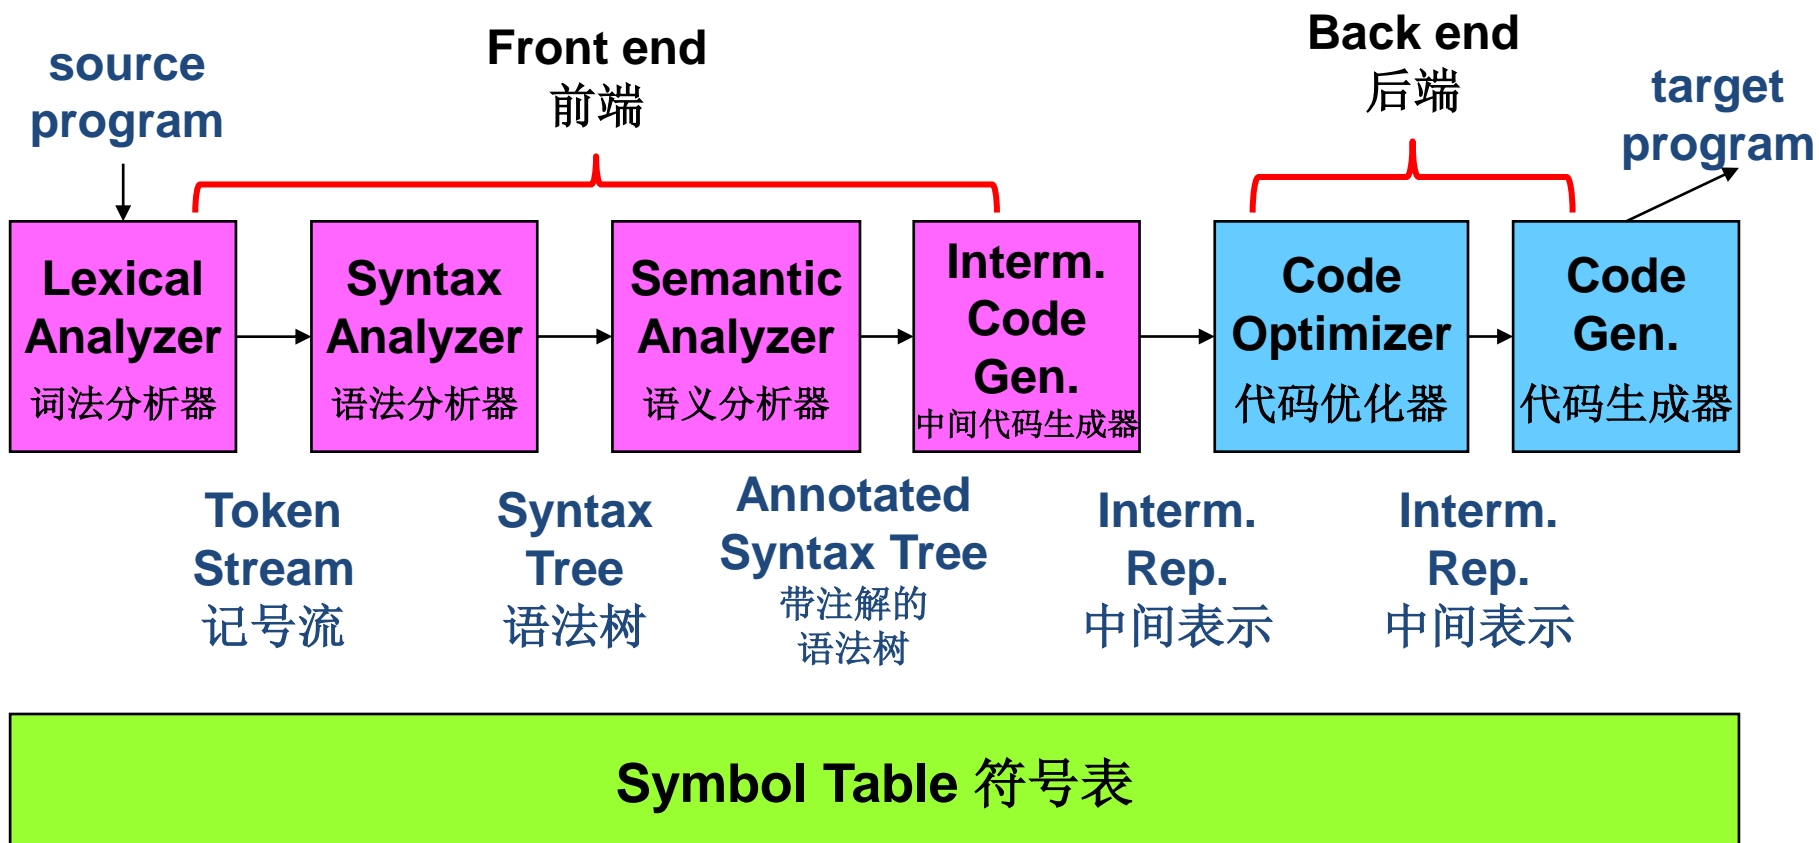 source
program
Front end
前端
Back end
后端
target
program
Lexical
Analyzer
词法分析器
Syntax
Analyzer
语法分析器
Semantic
Analyzer
语义分析器
Interm.
Code
Gen.
中间代码生成器
Code
Optimizer
代码优化器
Code
Gen.
代码生成器
Token
Stream
记号流
Syntax
Tree
语法树
Annotated
Syntax Tree
带注解的
语法树
Interm.
Rep.
中间表示
Interm.
Rep.
中间表示
Symbol Table 符号表